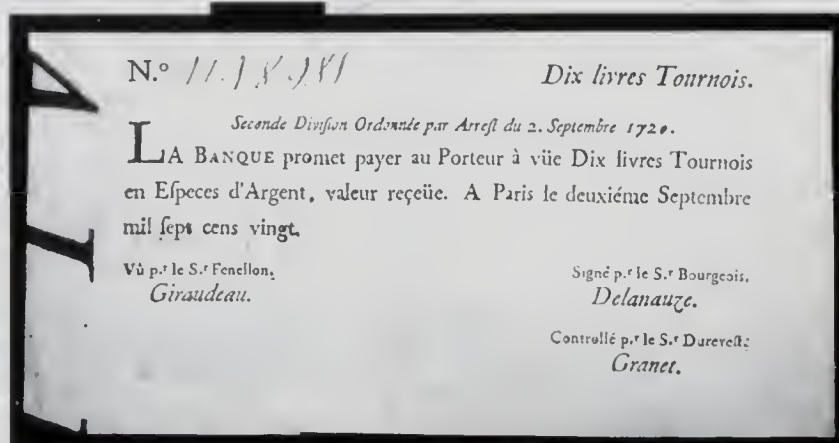 N.º Dix livres Tournois.
Seconde Diviſion Ordonnée par Arreſt du 2. Septembre 1720.
LA BANQUE promet payer au Porteur à vüe Dix livres Tournois
en Eſpeces d'Argent, valeur reçeüe. A Paris le deuxiéme Septembre
mil ſept cens vingt.
Vû p.r le S.r Fenellon.
Giraudeau.
Signé p.r le S.r Bourgeois.
Delanauze.
Controllé p.r le S.r Dureveſt.
Granet.